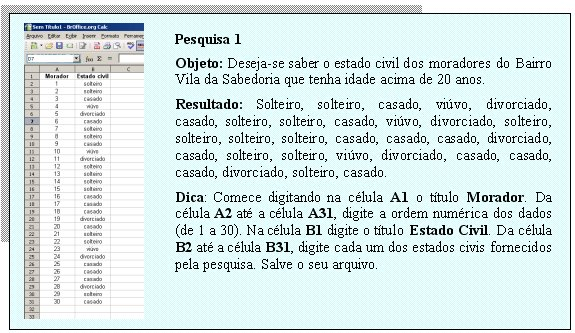 Sem Título1 - BrOffice.org Calc
Arquivo Editar Exibir Inserir Formato Ferramen
D7
A B C
1 Morador Estado civil
2 1 solteiro
3 2 solteiro
4 3 casado
5 4 viúvo
6 5 divorciado
7 6 casado
8 7 solteiro
9 8 solteiro
10 9 casado
11 10 viúvo
12 11 divorciado
13 12 solteiro
14 13 solteiro
15 14 solteiro
16 15 solteiro
17 16 casado
18 17 casado
19 18 casado
20 19 divorciado
21 20 casado
22 21 solteiro
23 22 solteiro
24 23 viúvo
25 24 divorciado
26 25 casado
27 26 casado
28 27 casado
29 28 divorciado
30 29 solteiro
31 30 casado
32
33
Pesquisa 1
Objeto: Deseja-se saber o estado civil dos moradores do Bairro
Vila da Sabedoria que tenha idade acima de 20 anos.
Resultado: Solteiro, solteiro, casado, viúvo, divorciado,
casado, solteiro, solteiro, casado, viúvo, divorciado, solteiro,
solteiro, solteiro, solteiro, casado, casado, casado, divorciado,
casado, solteiro, solteiro, viúvo, divorciado, casado, casado,
casado, divorciado, solteiro, casado.
Dica: Comece digitando na célula A1 o título Morador. Da
célula A2 até a célula A31, digite a ordem numérica dos dados
(de 1 a 30). Na célula B1 digite o título Estado Civil. Da célula
B2 até a célula B31, digite cada um dos estados civis fornecidos
pela pesquisa. Salve o seu arquivo.